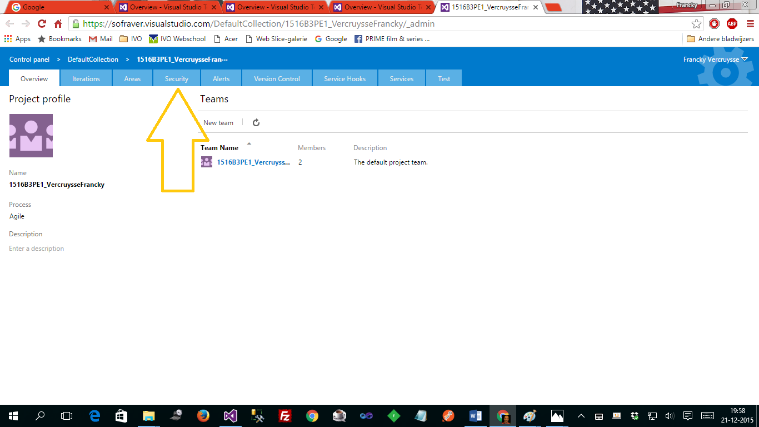 Google
Overview - Visual Studio T
Overview - Visual Studio T
Overview - Visual Studio T
1516B3PE1_VercruysseFran
Francky
https://sofraver.visualstudio.com/DefaultCollection/1516B3PE1_VercruysseFrancky/_admin
ABP
Apps
Bookmarks
Mail
IVO
IVO Webschool
Acer
Web Slice-galerie
Google
PRIME film & series ...
Andere bladwijzers
Control panel > DefaultCollection > 1516B3PE1_VercruysseFran...
Francky Vercruysse
Overview
Iterations
Areas
Security
Alerts
Version Control
Service Hooks
Services
Test
Project profile
Teams
New team
Team Name
Members
Description
1516B3PE1_Vercruyss...
2
The default project team.
Name
1516B3PE1_VercruysseFrancky
Process
Agile
Description
Enter a description
19:58
21-12-2015